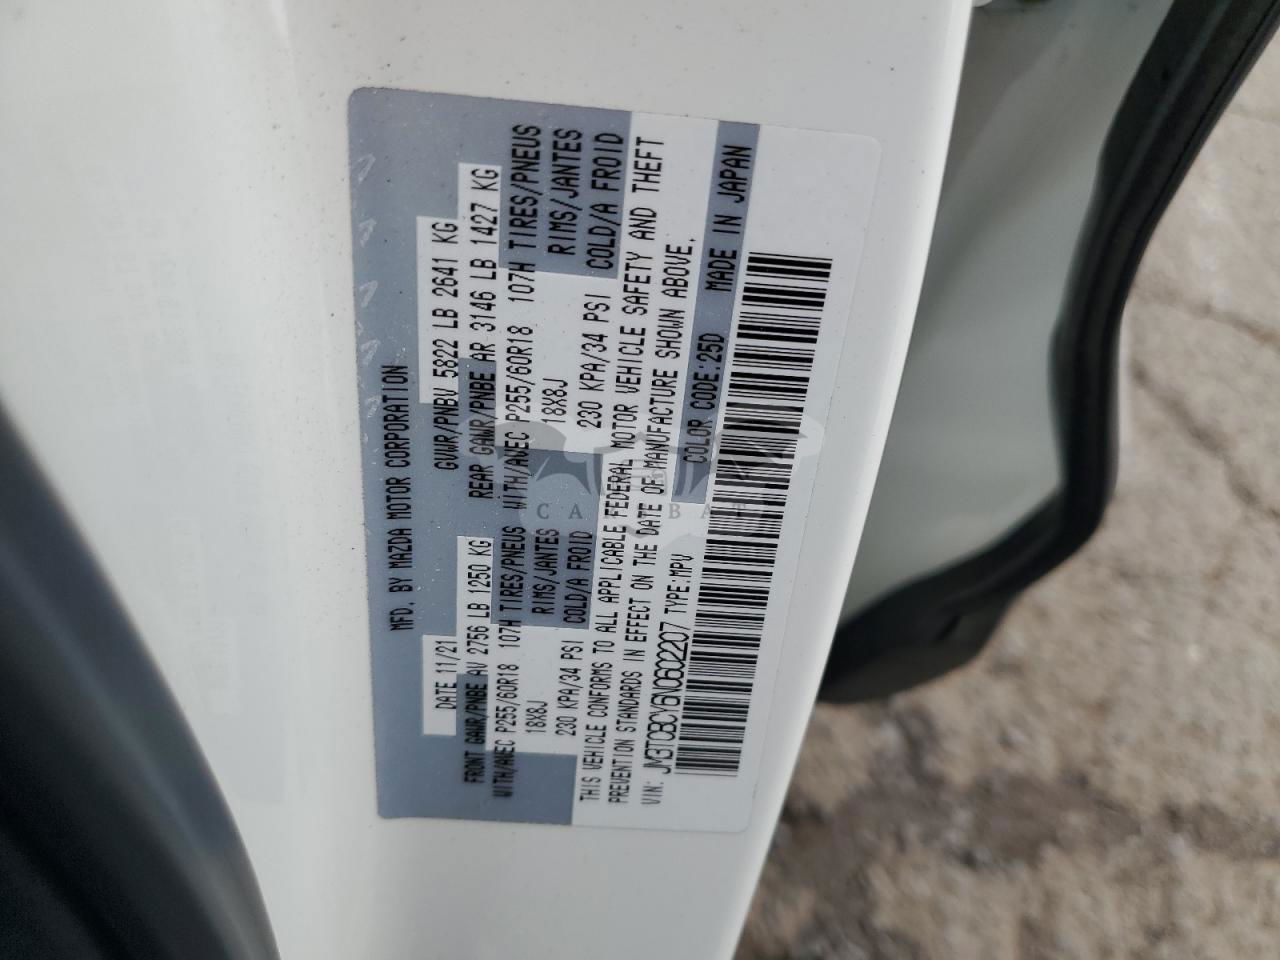 MFD. BY MAZDA MOTOR CORPORATION
DATE 11/21 GVWR/PNBV 5822 LB 2641 KG
FRONT GAWR/PNBE AV 2756 LB 1250 KG REAR GAWR/PNBE AR 3146 LB 1427 KG
WITH/AVEC P255/60R18 107H TIRES/PNEUS WITH/AVEC P255/60R18 107H TIRES/PNEUS
18X8J RIMS/JANTES 18X8J RIMS/JANTES
230 KPA/34 PSI COLD/A FROID 230 KPA/34 PSI COLD/A FROID
THIS VEHICLE CONFORMS TO ALL APPLICABLE FEDERAL MOTOR VEHICLE SAFETY AND THEFT
PREVENTION STANDARDS IN EFFECT ON THE DATE OF MANUFACTURE SHOWN ABOVE.
VIN: JM3TCBCY6N0602207 TYPE:MPV COLOR CODE:25D MADE IN JAPAN
CARSBAT